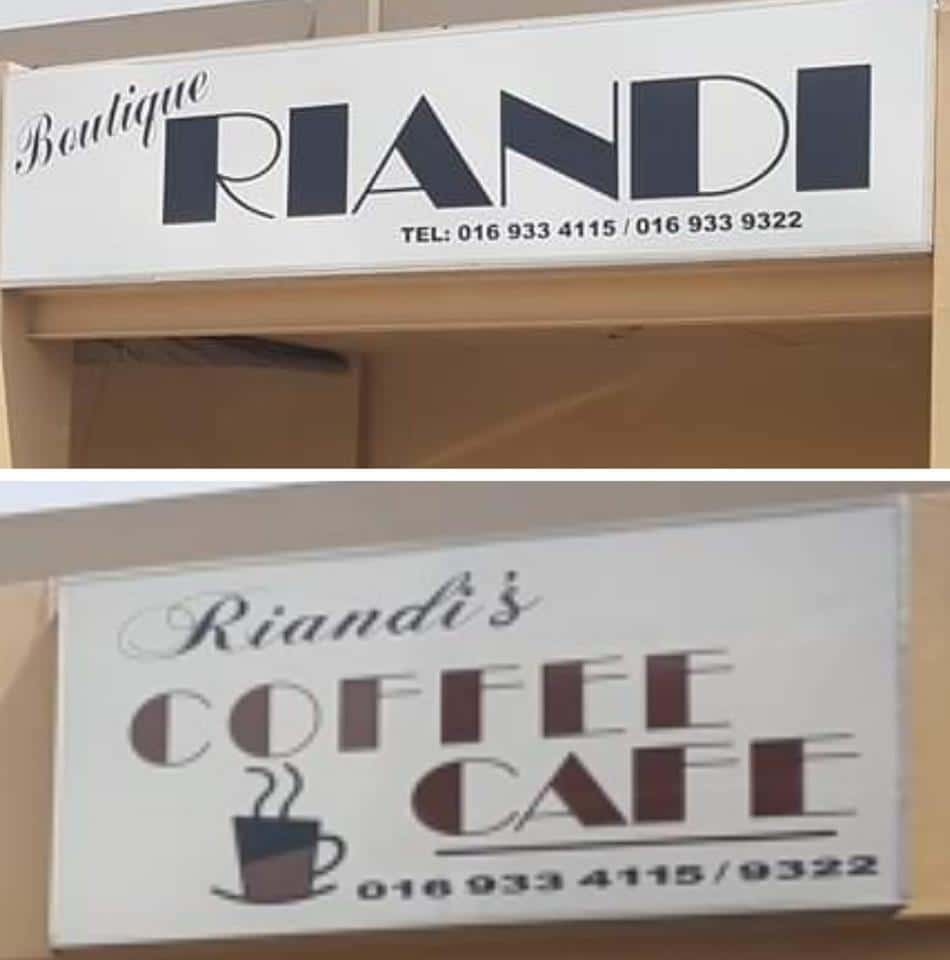 Boutique
RIANDI
TEL: 016 933 4115 / 016 933 9322
Riandi's
COFFEE
CAFE
016 933 4115 / 9322